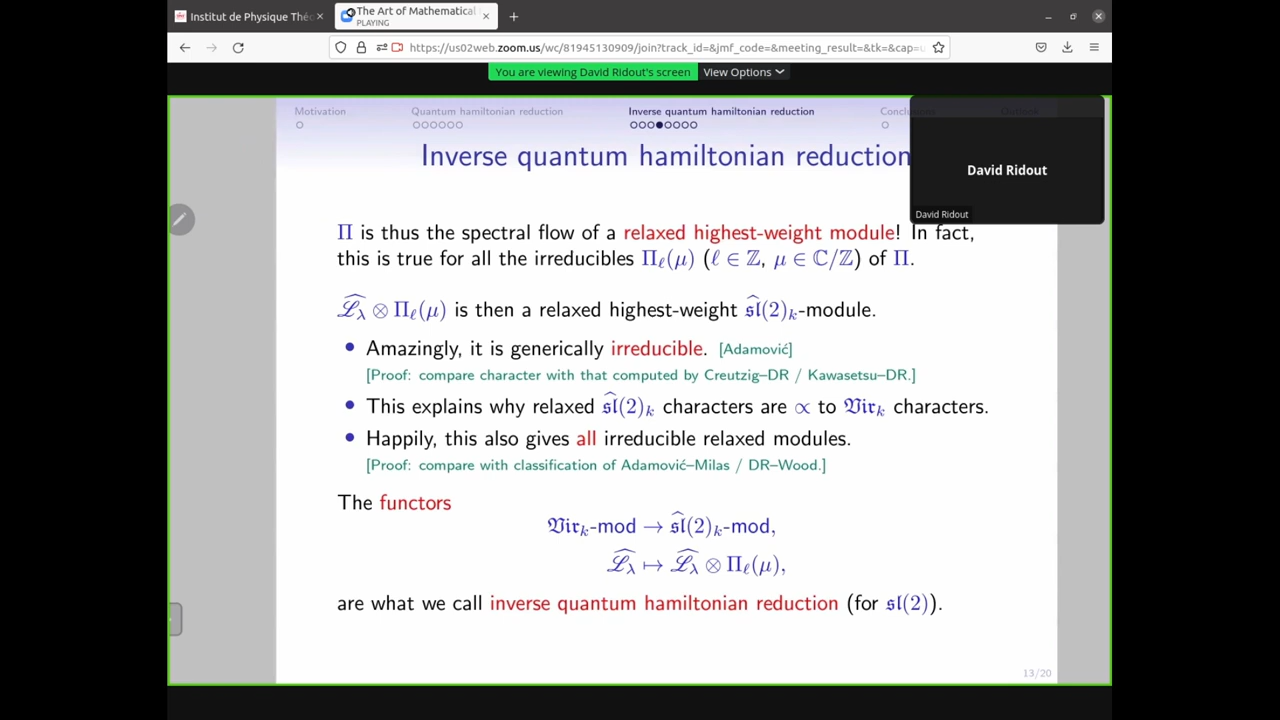 Institut de Physique Thé
The Art of Mathematical
PLAYING
https://us02web.zoom.us/wc/81945130909/join?track_id=&jmf_code=&meeting_result=&tk=&cap=
You are viewing David Ridout's screen
View Options
Motivation
Quantum hamiltonian reduction
Inverse quantum hamiltonian reduction
Inverse quantum hamiltonian reduction
David Ridout
David Ridout
Π is thus the spectral flow of a relaxed highest-weight module! In fact,
this is true for all the irreducibles Π_ℓ(μ) (ℓ ∈ ℤ, μ ∈ ℂ/ℤ) of Π.
ℒ̂_λ ⊗ Π_ℓ(μ) is then a relaxed highest-weight 𝔰𝔩̂(2)_k-module.
• Amazingly, it is generically irreducible. [Adamović]
[Proof: compare character with that computed by Creutzig–DR / Kawasetsu–DR.]
• This explains why relaxed 𝔰𝔩̂(2)_k characters are ∝ to 𝔙𝔦𝔯_k characters.
• Happily, this also gives all irreducible relaxed modules.
[Proof: compare with classification of Adamović–Milas / DR–Wood.]
The functors
𝔙𝔦𝔯_k-mod → 𝔰𝔩̂(2)_k-mod,
ℒ̂_λ ↦ ℒ̂_λ ⊗ Π_ℓ(μ),
are what we call inverse quantum hamiltonian reduction (for 𝔰𝔩(2)).
13/20